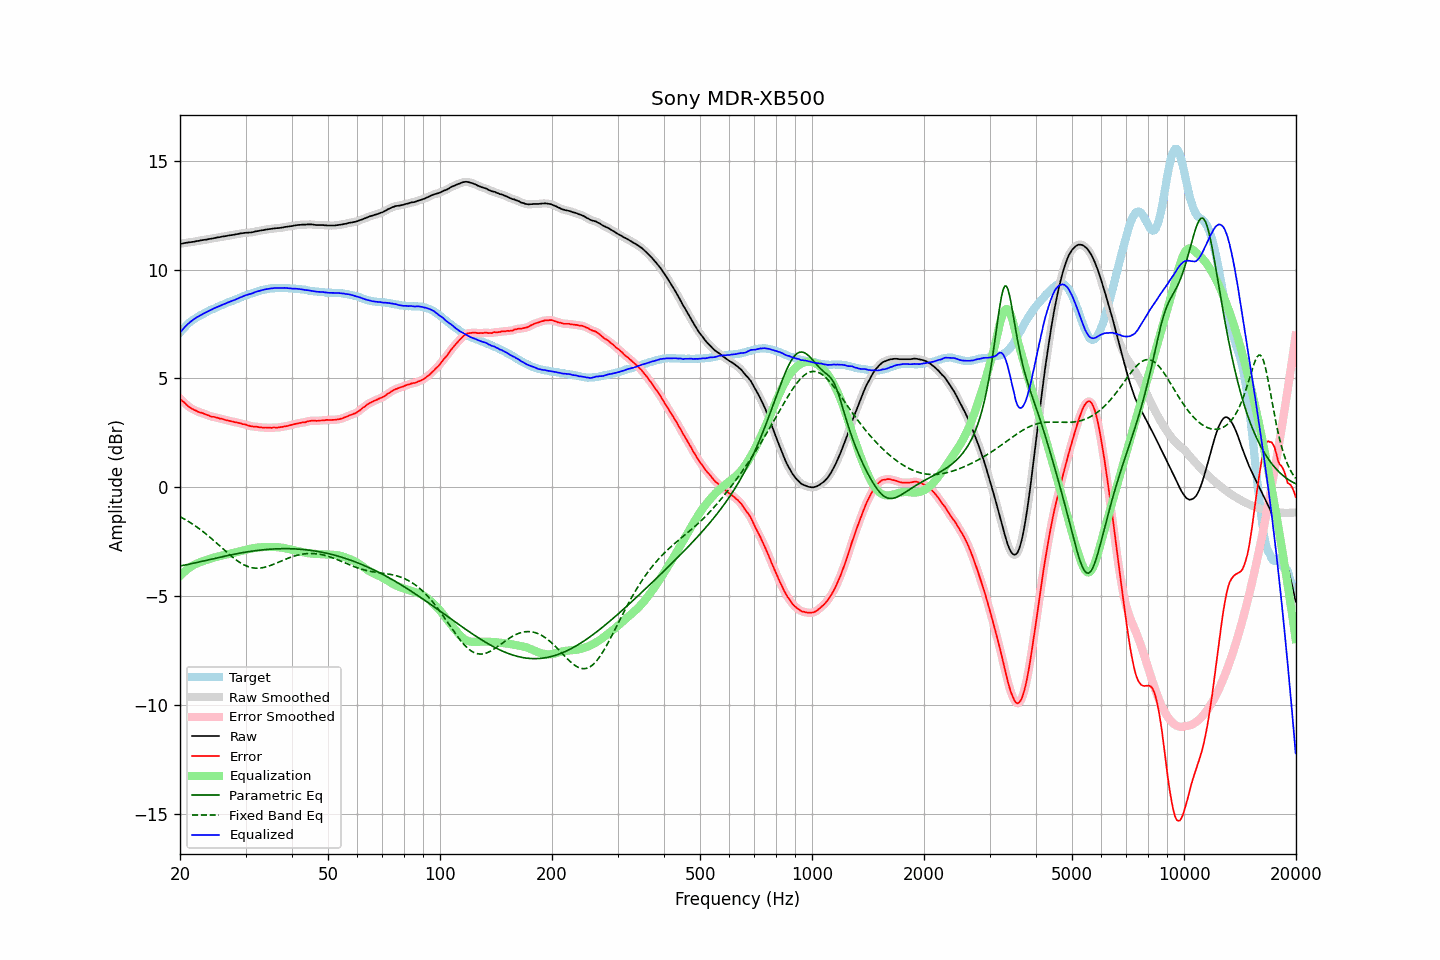 Sony MDR-XB500
Amplitude (dBr)
15
10
5
0
−5
−10
−15
Target
Raw Smoothed
Error Smoothed
Raw
Error
Equalization
Parametric Eq
Fixed Band Eq
Equalized
20 50 100 200 500 1000 2000 5000 10000 20000
Frequency (Hz)